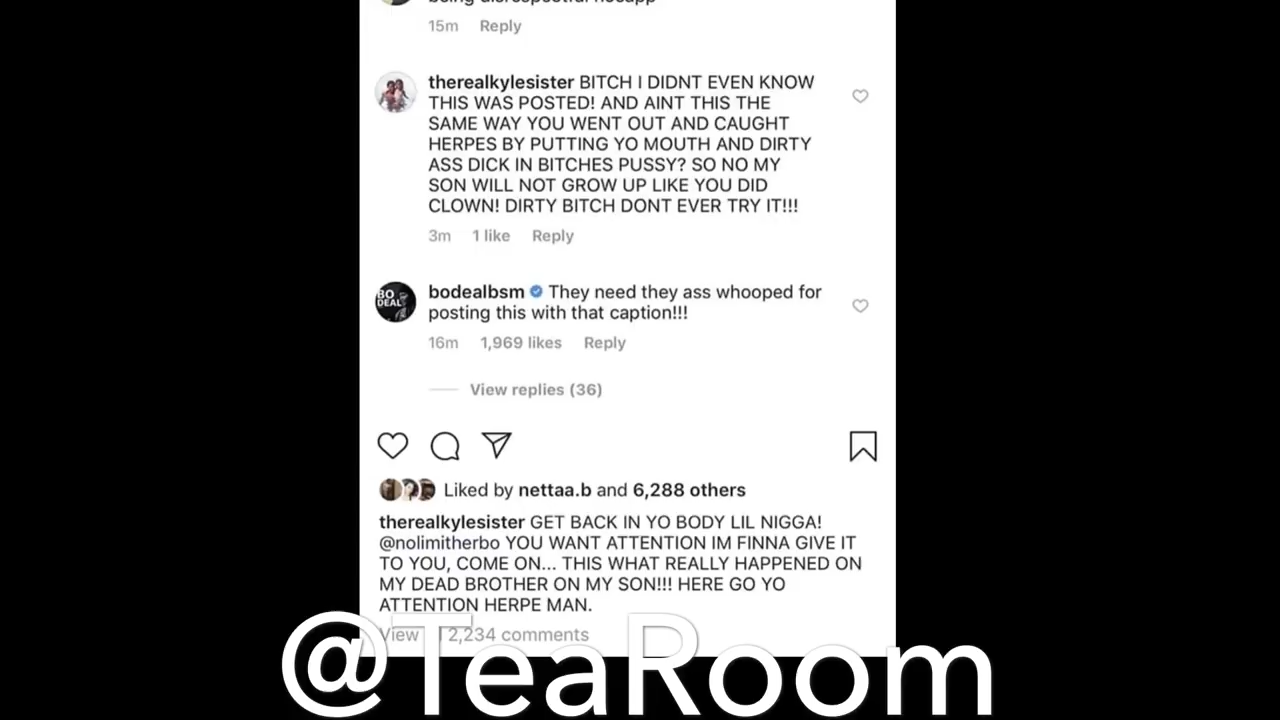 15m Reply
therealkylesister BITCH I DIDNT EVEN KNOW
THIS WAS POSTED! AND AINT THIS THE
SAME WAY YOU WENT OUT AND CAUGHT
HERPES BY PUTTING YO MOUTH AND DIRTY
ASS DICK IN BITCHES PUSSY? SO NO MY
SON WILL NOT GROW UP LIKE YOU DID
CLOWN! DIRTY BITCH DONT EVER TRY IT!!!
3m 1 like Reply
BO
DEAL
bodealbsm They need they ass whooped for
posting this with that caption!!!
16m 1,969 likes Reply
View replies (36)
Liked by nettaa.b and 6,288 others
therealkylesister GET BACK IN YO BODY LIL NIGGA!
@nolimitherbo YOU WANT ATTENTION IM FINNA GIVE IT
TO YOU, COME ON... THIS WHAT REALLY HAPPENED ON
MY DEAD BROTHER ON MY SON!!! HERE GO YO
ATTENTION HERPE MAN.
View 2,234 comments
@TeaRoom